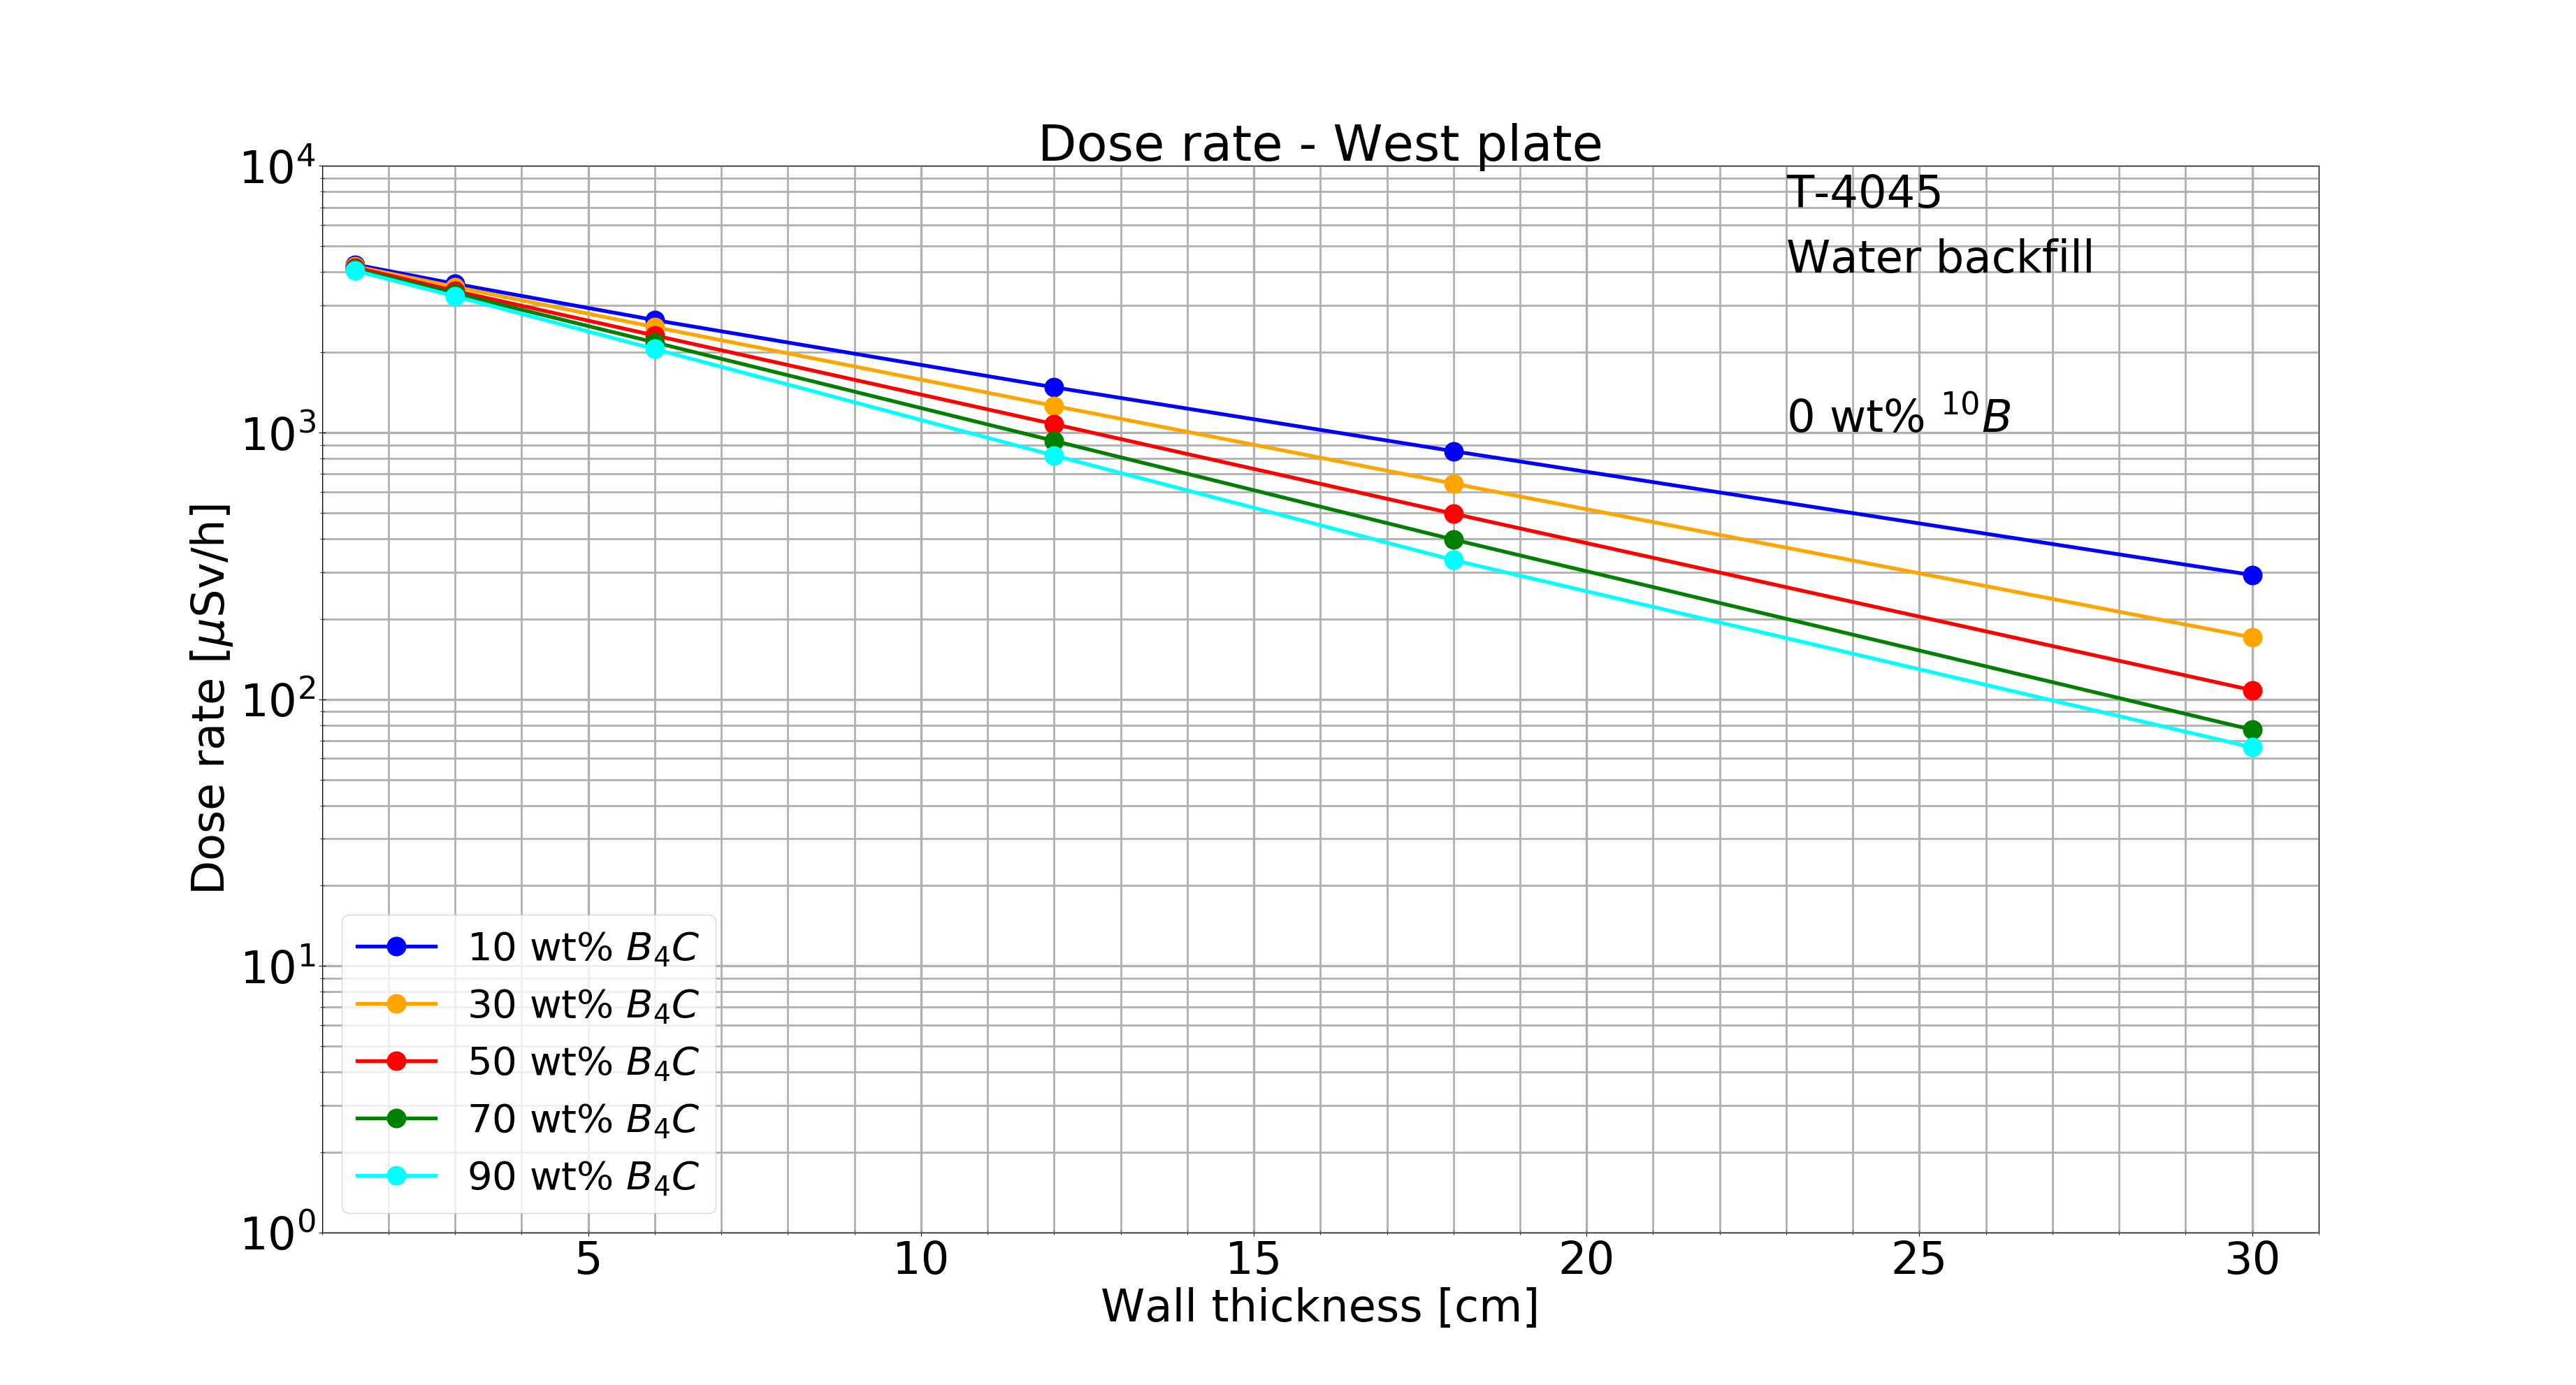 Dose rate - West plate
T-4045
Water backfill
0 wt% ¹⁰B
Dose rate [μSv/h]
10⁴
10³
10²
10¹
10⁰
10 wt% B₄C
30 wt% B₄C
50 wt% B₄C
70 wt% B₄C
90 wt% B₄C
5 10 15 20 25 30
Wall thickness [cm]